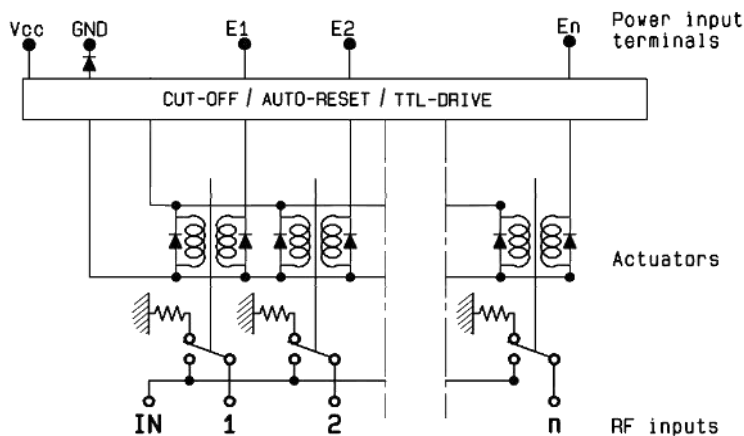 Vcc GND E1 E2 En Power input
terminals
CUT-OFF / AUTO-RESET / TTL-DRIVE
Actuators
IN 1 2 n RF inputs